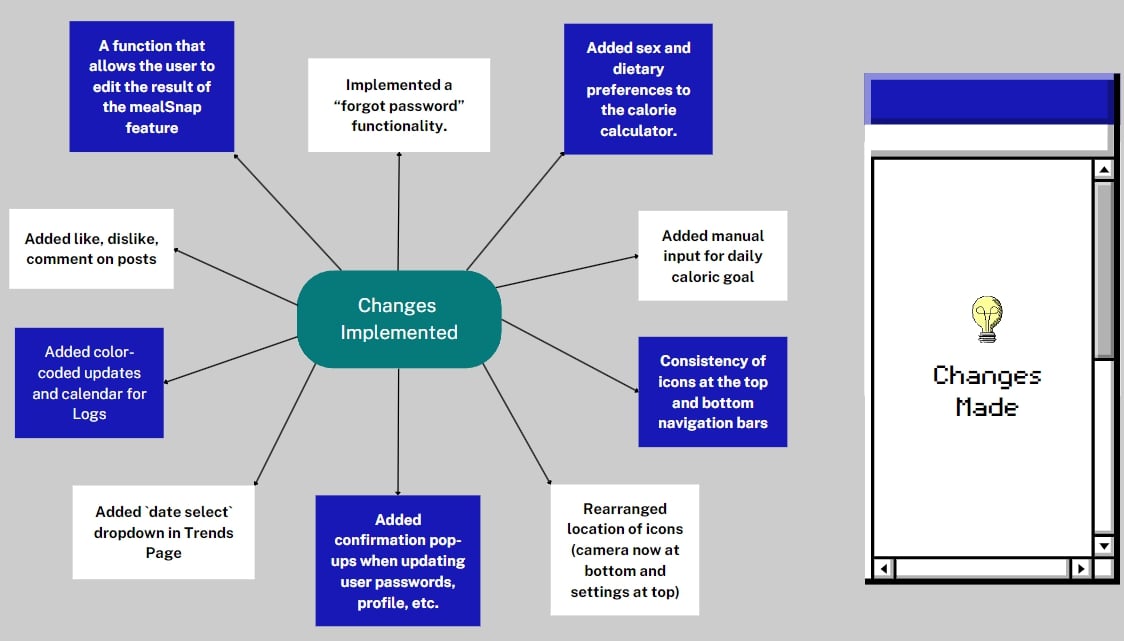 A function that
allows the user to
edit the result of
the mealSnap
feature
Implemented a
“forgot password”
functionality.
Added sex and
dietary
preferences to
the calorie
calculator.
Added like, dislike,
comment on posts
Changes
Implemented
Added manual
input for daily
caloric goal
Added color-
coded updates
and calendar for
Logs
Consistency of
icons at the top
and bottom
navigation bars
Added `date select`
dropdown in Trends
Page
Added
confirmation pop-
ups when updating
user passwords,
profile, etc.
Rearranged
location of icons
(camera now at
bottom and
settings at top)
Changes
Made